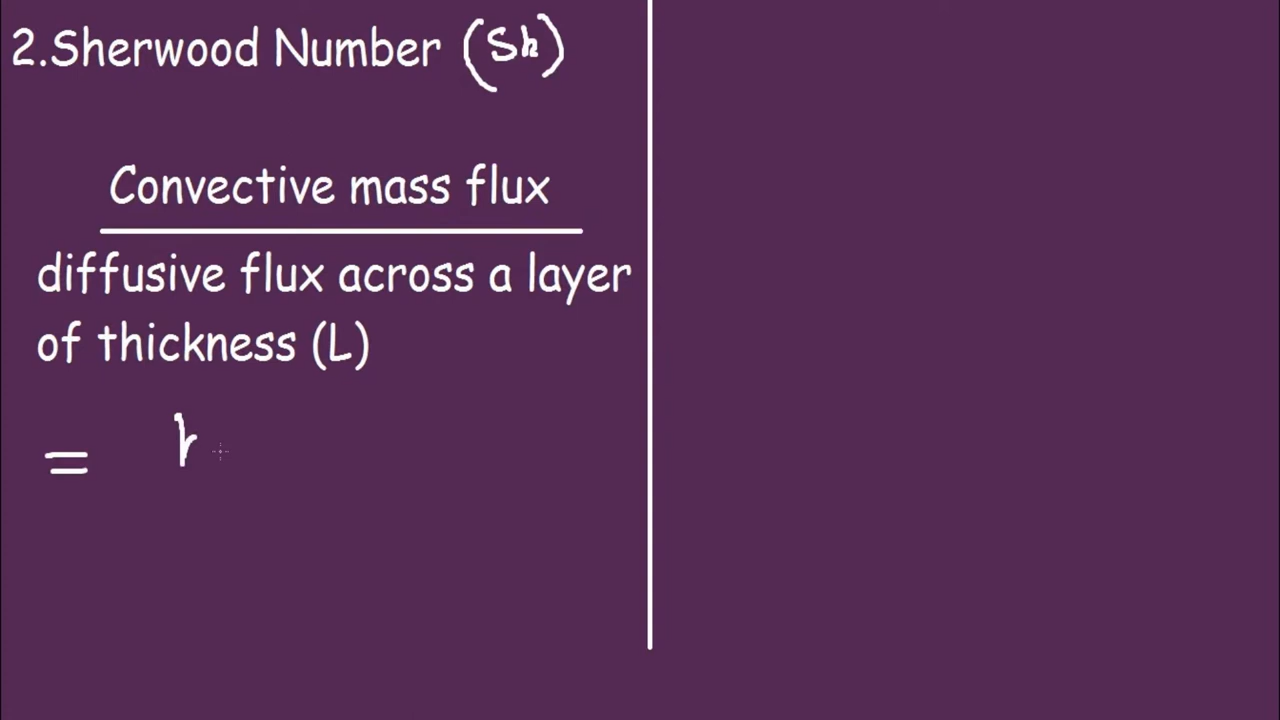 2.Sherwood Number (Sh)
Convective mass flux
diffusive flux across a layer
of thickness (L)
=